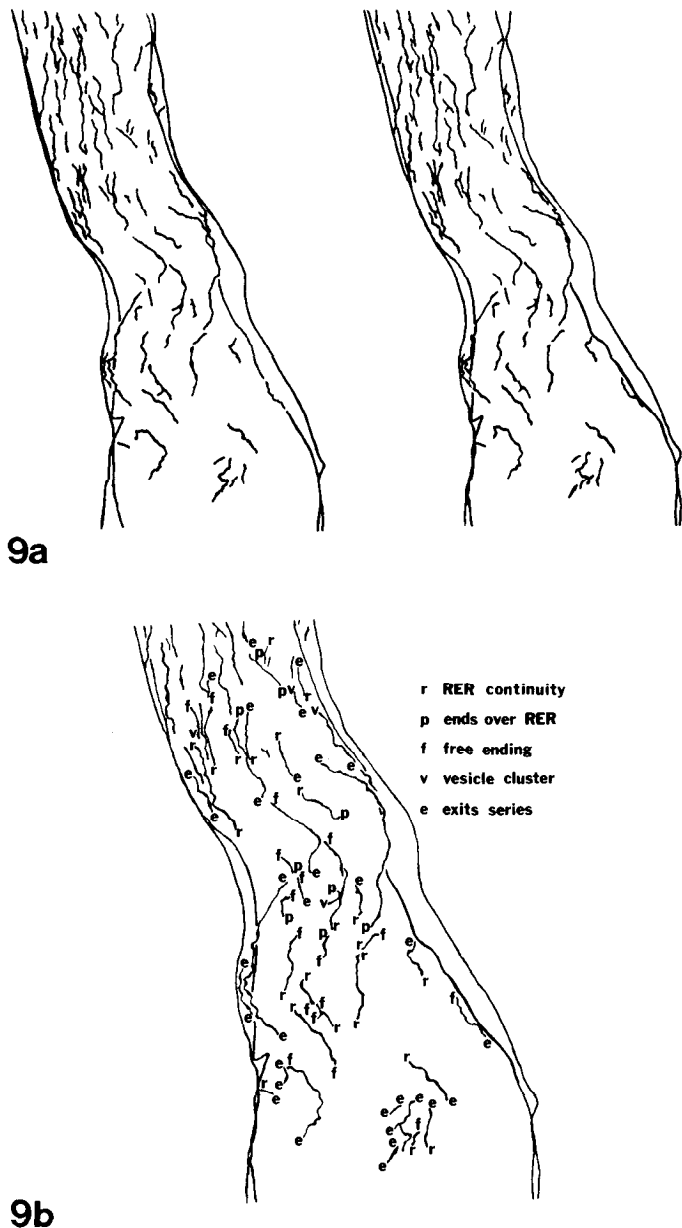 9a
e r
p
e
e
p v r
f
f p e e v
v f r
r
r r r e e
e e r
e f p
e r
f
f p
e f e e
f p e
v
p r r
f p f
r
e f r e
r r
r f f f
e f r r
e e
e f r
f
r e
e
e e e e
e f
e
e r r
e
r RER continuity
p ends over RER
f free ending
v vesicle cluster
e exits series
9b